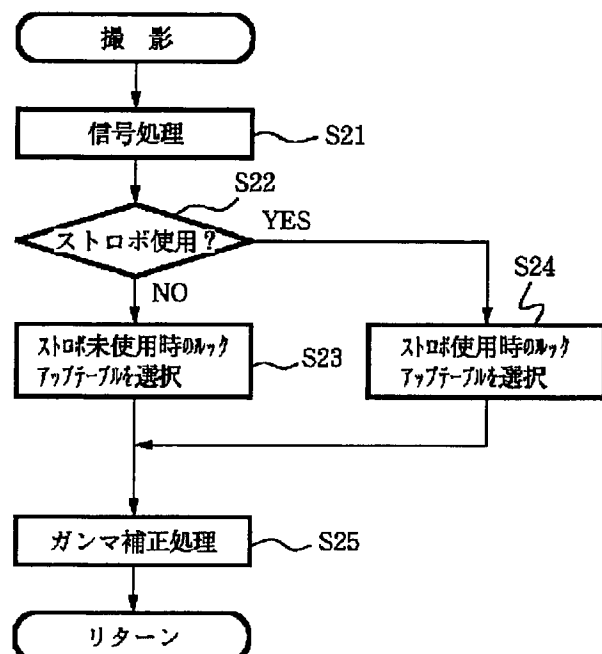 撮 影
信号処理
S21
S22
ストロボ使用?
YES
NO
S24
ストロボ未使用時のルック
アップテーブルを選択
S23
ストロボ使用時のルック
アップテーブルを選択
ガンマ補正処理
S25
リターン